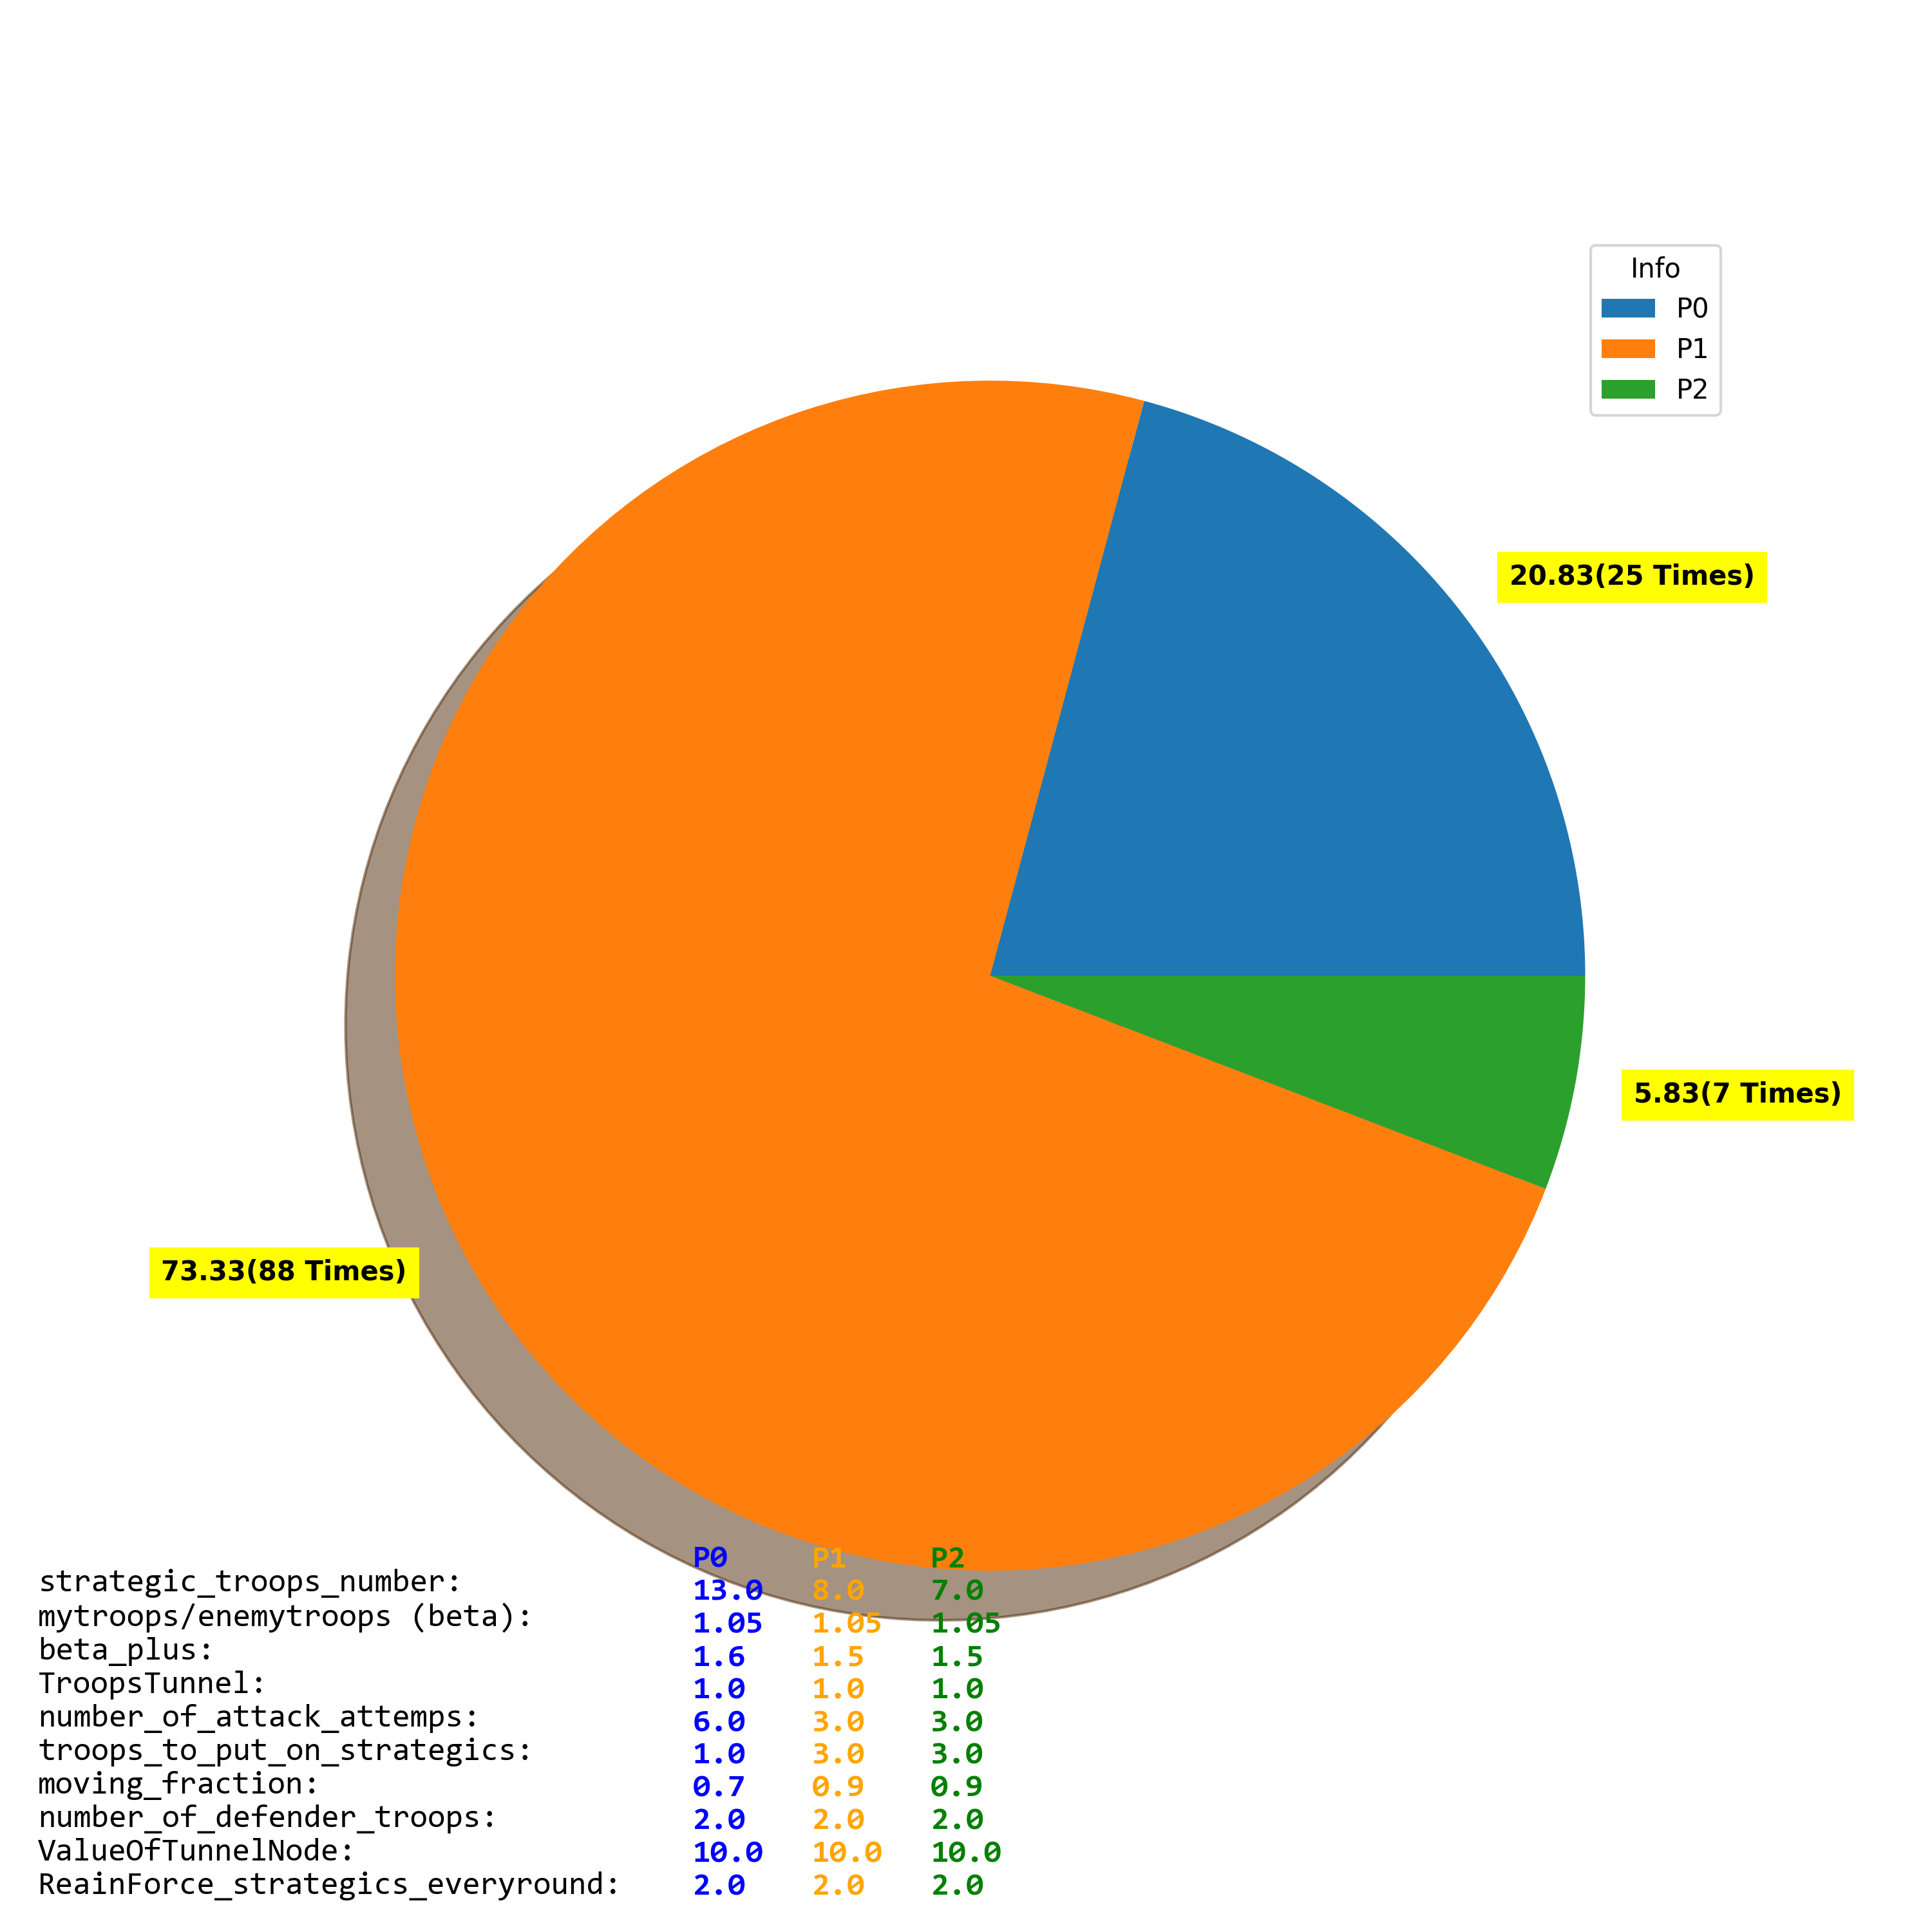 Info
P0
P1
P2
20.83(25 Times)
5.83(7 Times)
73.33(88 Times)
P0 P1 P2
strategic_troops_number: 13.0 8.0 7.0
mytroops/enemytroops (beta): 1.05 1.05 1.05
beta_plus: 1.6 1.5 1.5
TroopsTunnel: 1.0 1.0 1.0
number_of_attack_attemps: 6.0 3.0 3.0
troops_to_put_on_strategics: 1.0 3.0 3.0
moving_fraction: 0.7 0.9 0.9
number_of_defender_troops: 2.0 2.0 2.0
ValueOfTunnelNode: 10.0 10.0 10.0
ReainForce_strategics_everyround: 2.0 2.0 2.0